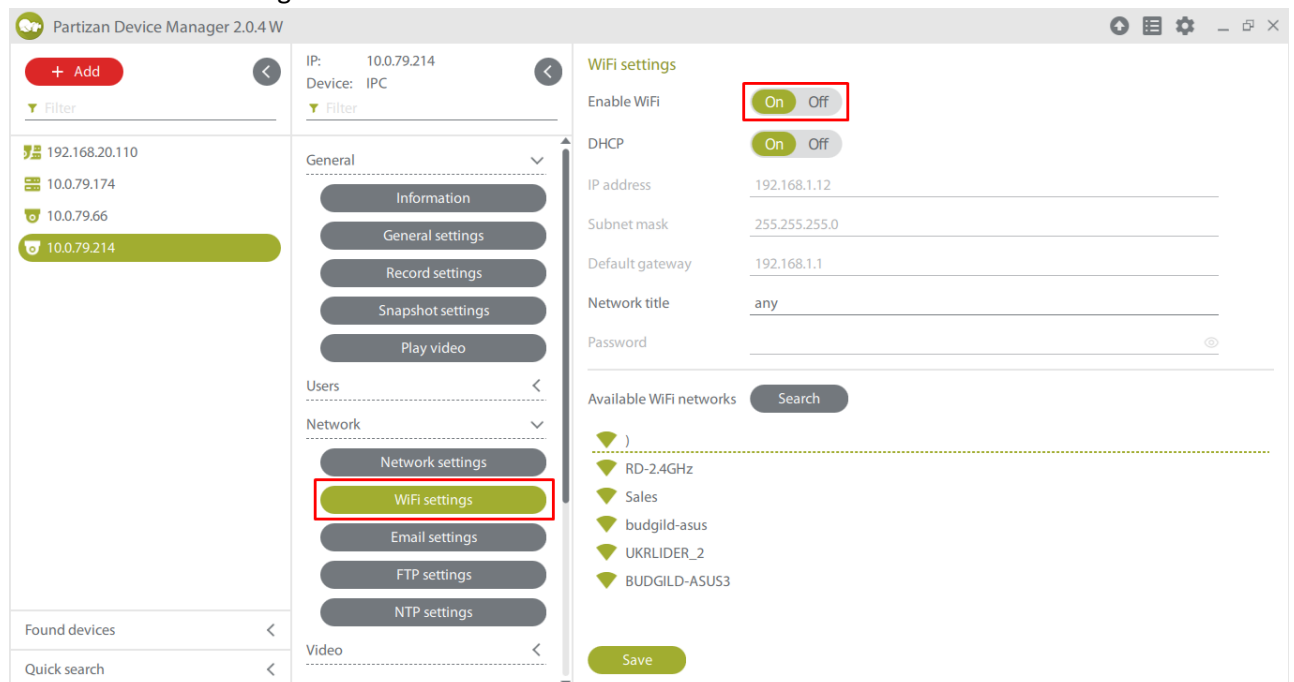 Partizan Device Manager 2.0.4 W
+ Add
Filter
192.168.20.110
10.0.79.174
10.0.79.66
10.0.79.214
Found devices
Quick search
IP: 10.0.79.214
Device: IPC
Filter
General
Information
General settings
Record settings
Snapshot settings
Play video
Users
Network
Network settings
WiFi settings
Email settings
FTP settings
NTP settings
Video
WiFi settings
Enable WiFi On Off
DHCP On Off
IP address 192.168.1.12
Subnet mask 255.255.255.0
Default gateway 192.168.1.1
Network title any
Password
Available WiFi networks Search
)
RD-2.4GHz
Sales
budgild-asus
UKRLIDER_2
BUDGILD-ASUS3
Save